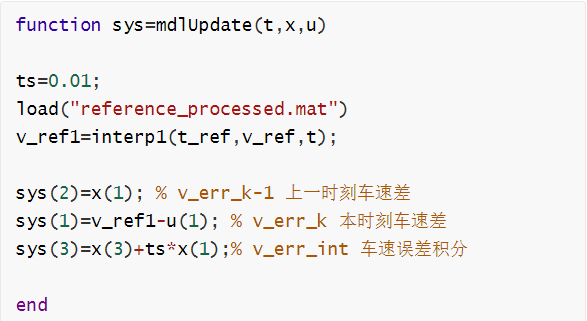 function sys=mdlUpdate(t,x,u)
ts=0.01;
load("reference_processed.mat")
v_ref1=interp1(t_ref,v_ref,t);
sys(2)=x(1); % v_err_k-1 上一时刻车速差
sys(1)=v_ref1-u(1); % v_err_k 本时刻车速差
sys(3)=x(3)+ts*x(1);% v_err_int 车速误差积分
end